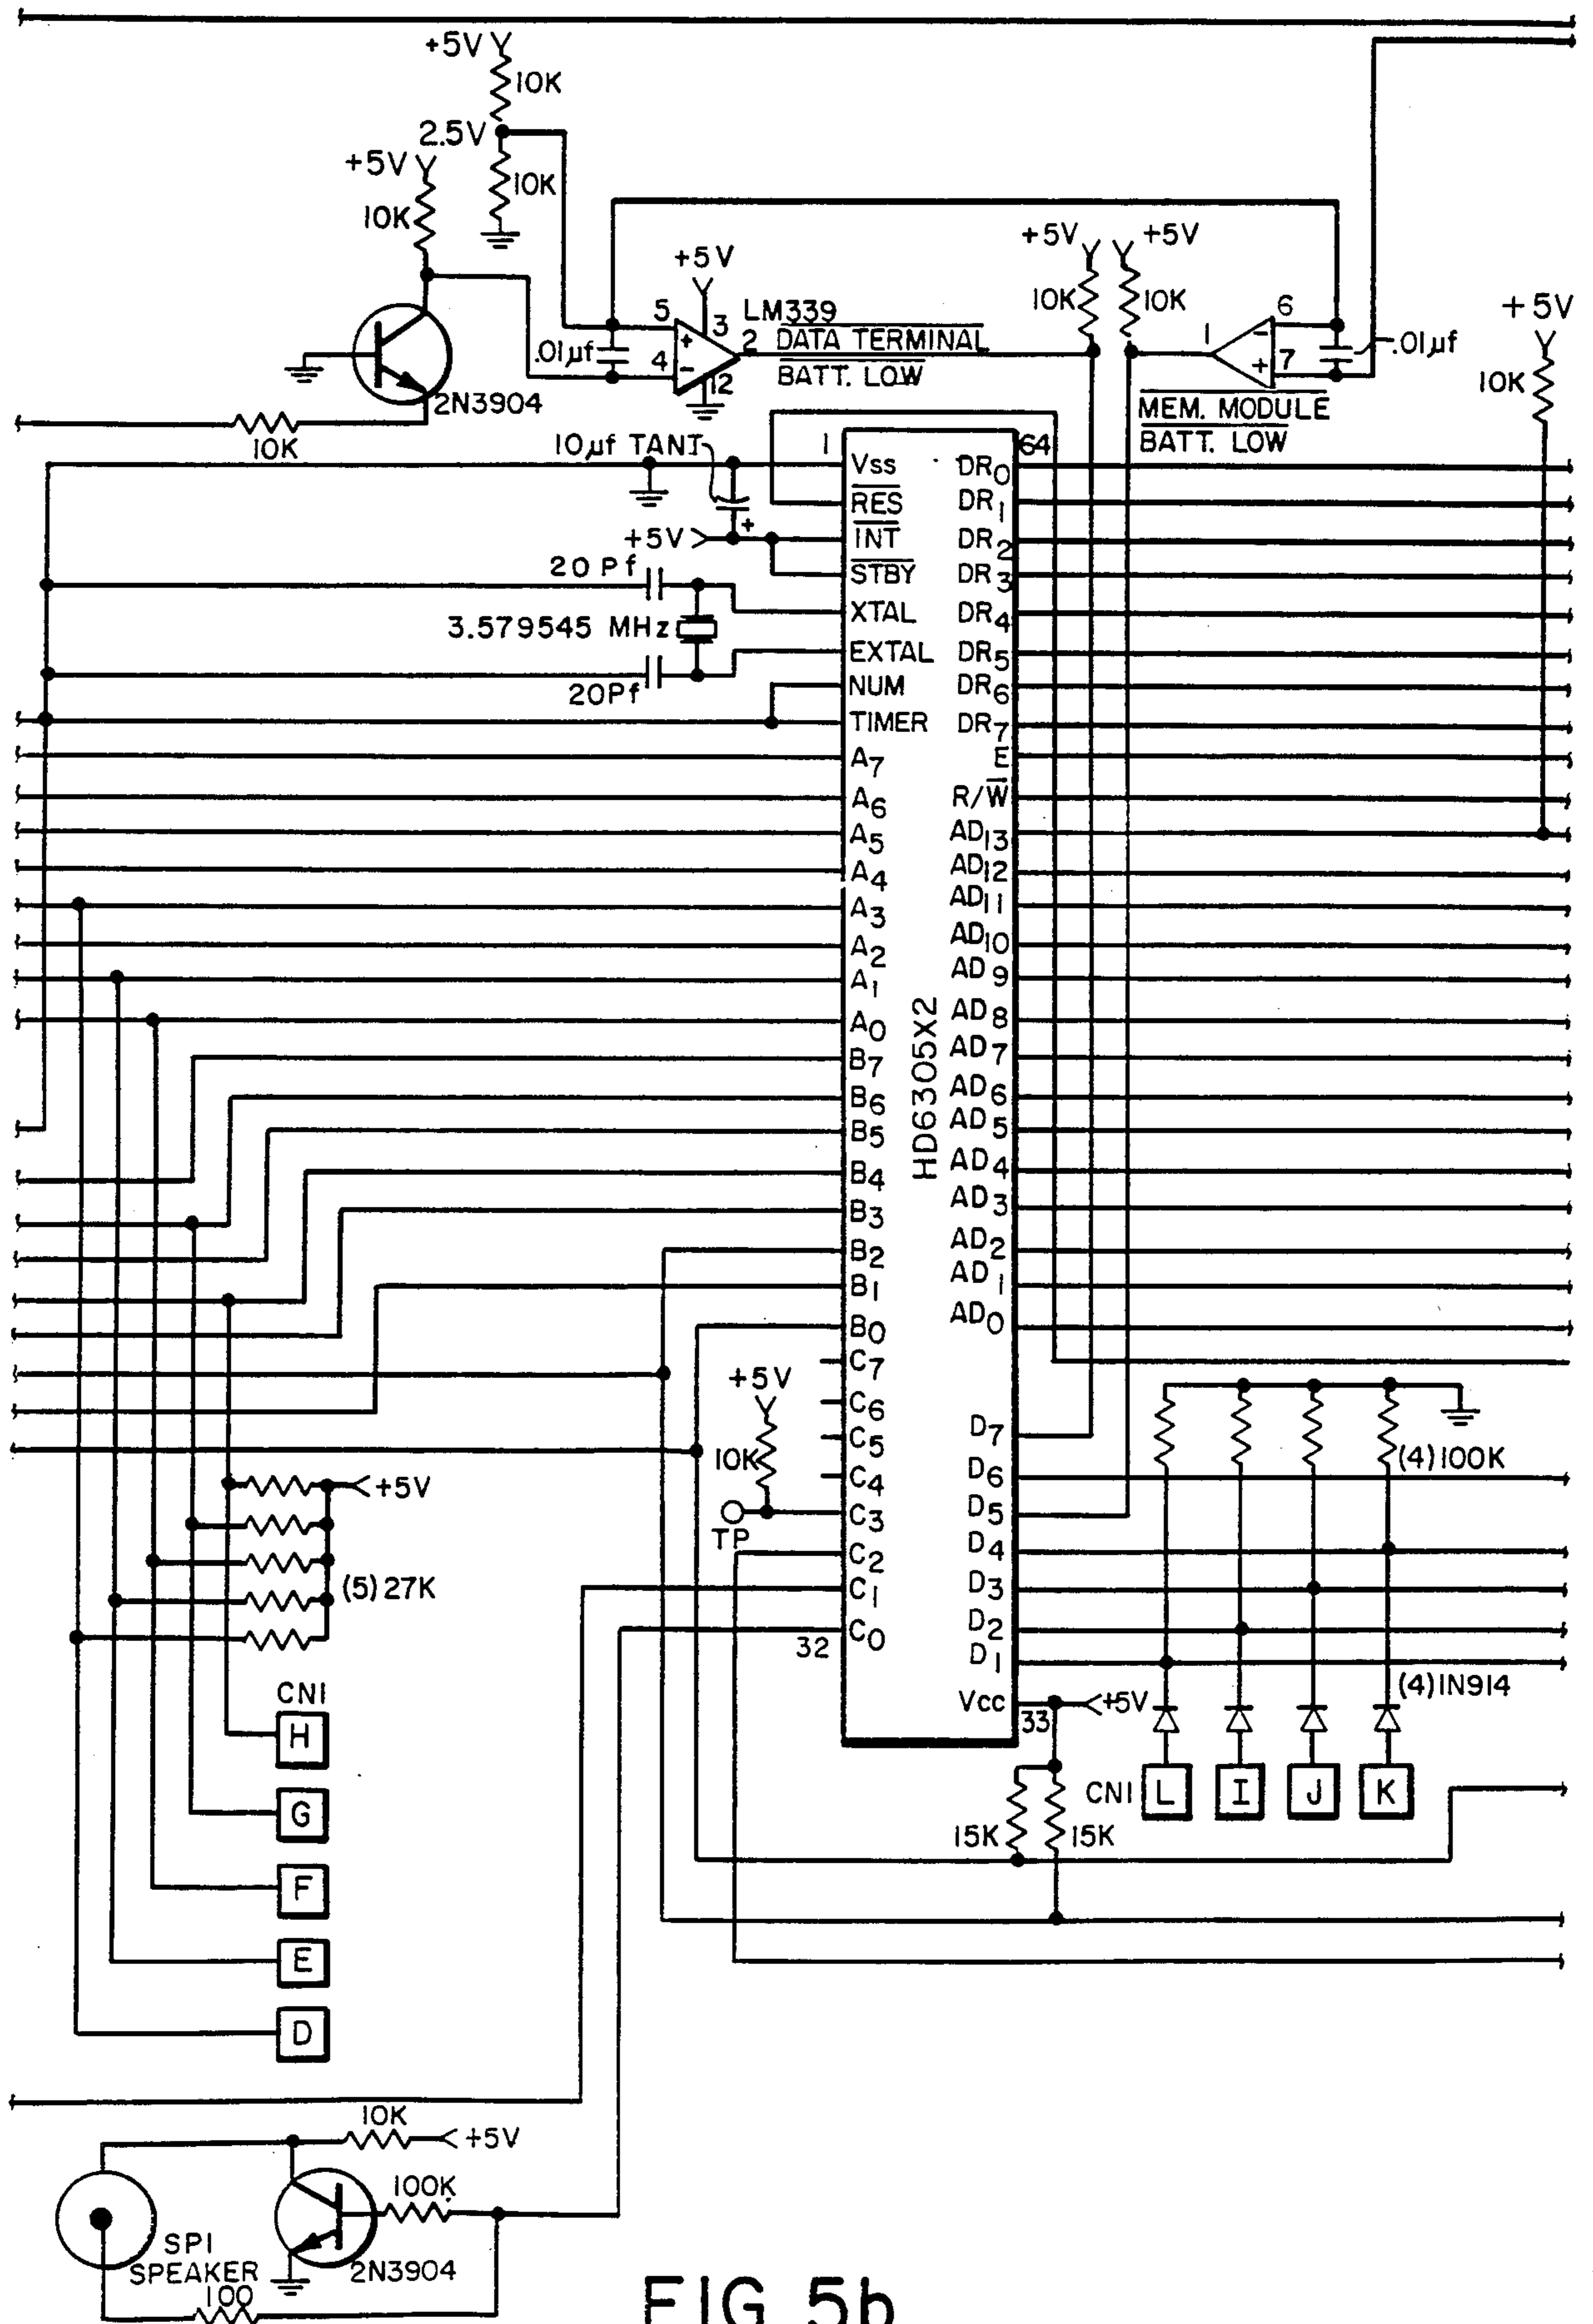 +5V
10K
2.5V
+5V
10K
10K
+5V
5
3
LM339
4
2
12
.01µf
DATA TERMINAL
BATT. LOW
+5V
+5V
10K
10K
6
1
7
.01µf
MEM. MODULE
BATT. LOW
+5V
10K
2N3904
10K
10µf TANT
+
+5V
20 Pf
3.579545 MHz
20Pf
1
64
Vss
RES
INT
STBY
XTAL
EXTAL
NUM
TIMER
A7
A6
A5
A4
A3
A2
A1
A0
B7
B6
B5
B4
B3
B2
B1
B0
C7
C6
C5
C4
C3
C2
C1
C0
32
HD6305X2
DR0
DR1
DR2
DR3
DR4
DR5
DR6
DR7
E
R/W
AD13
AD12
AD11
AD10
AD9
AD8
AD7
AD6
AD5
AD4
AD3
AD2
AD1
AD0
D7
D6
D5
D4
D3
D2
D1
Vcc
33
+5V
+5V
10K
TP
+5V
(5) 27K
(4) 100K
(4) 1N914
CN1
H
G
F
E
D
CN1
L
I
J
K
15K
15K
10K
+5V
100K
SP1
SPEAKER
100
2N3904
FIG. 5b